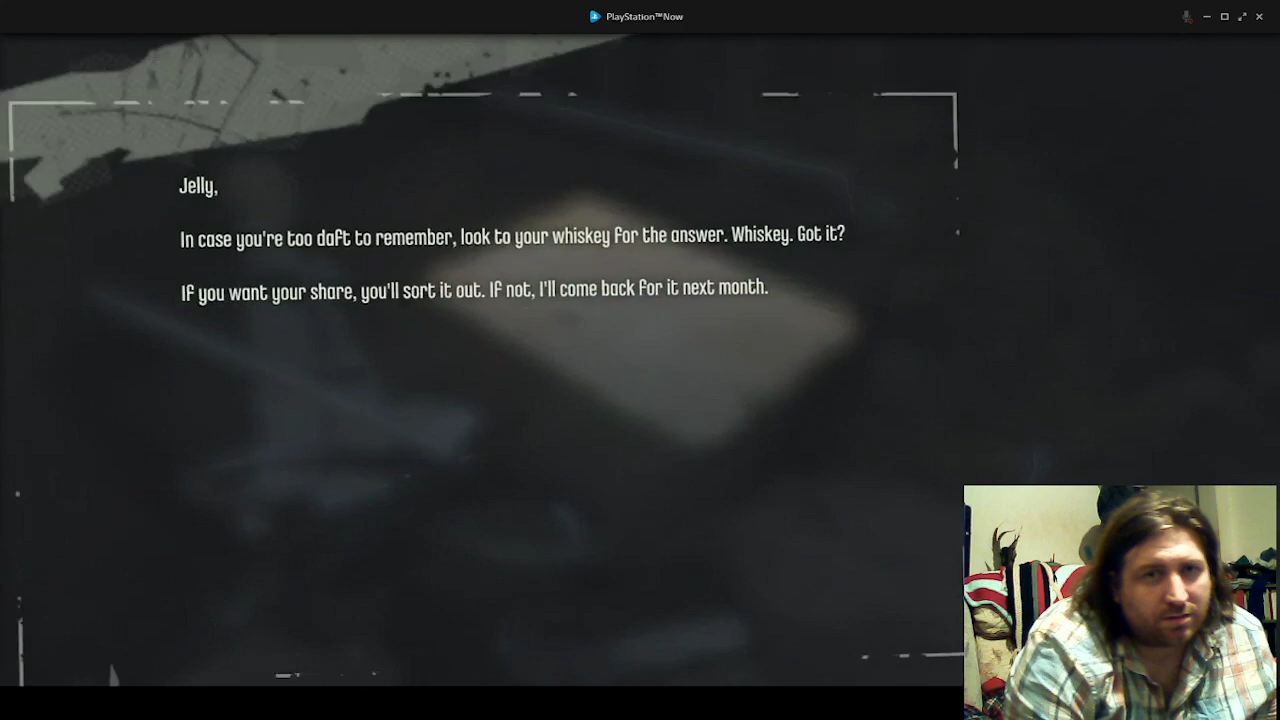 PlayStation™Now
Jelly,
In case you're too daft to remember, look to your whiskey for the answer. Whiskey. Got it?
If you want your share, you'll sort it out. If not, I'll come back for it next month.